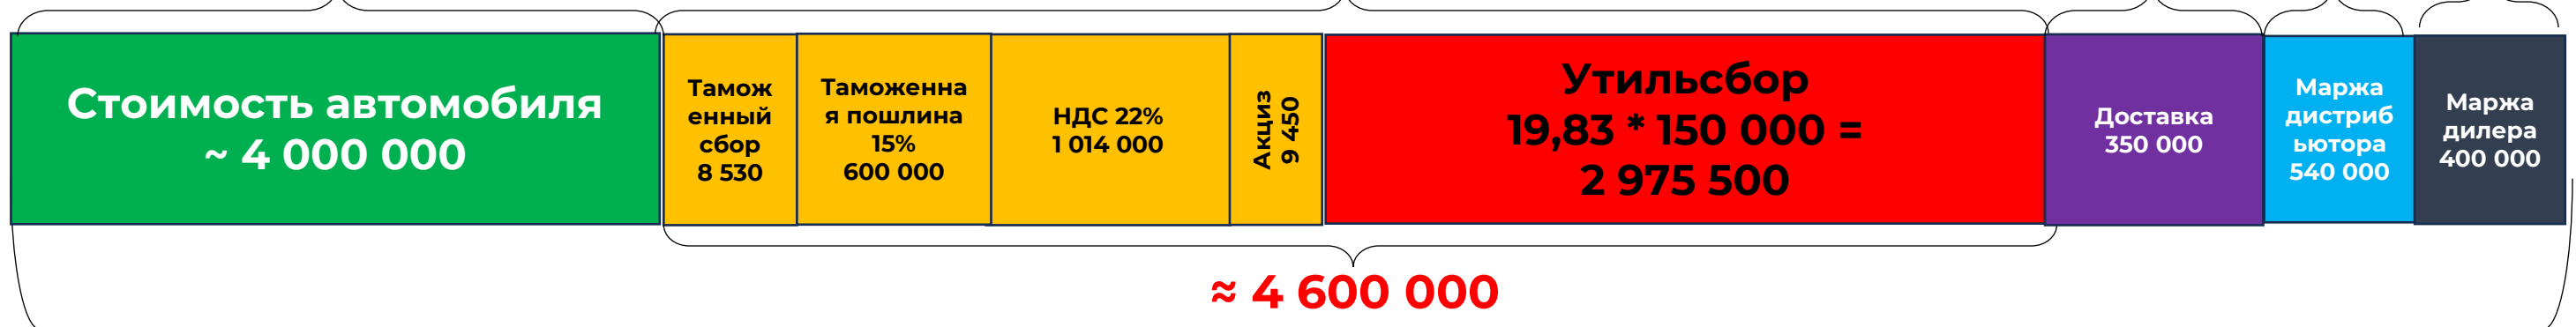 Стоимость автомобиля
~ 4 000 000
Тамож
енный
сбор
8 530
Таможенна
я пошлина
15%
600 000
НДС 22%
1 014 000
Акциз
9 450
Утильсбор
19,83 * 150 000 =
2 975 500
Доставка
350 000
Маржа
дистриб
ьютора
540 000
Маржа
дилера
400 000
≈ 4 600 000